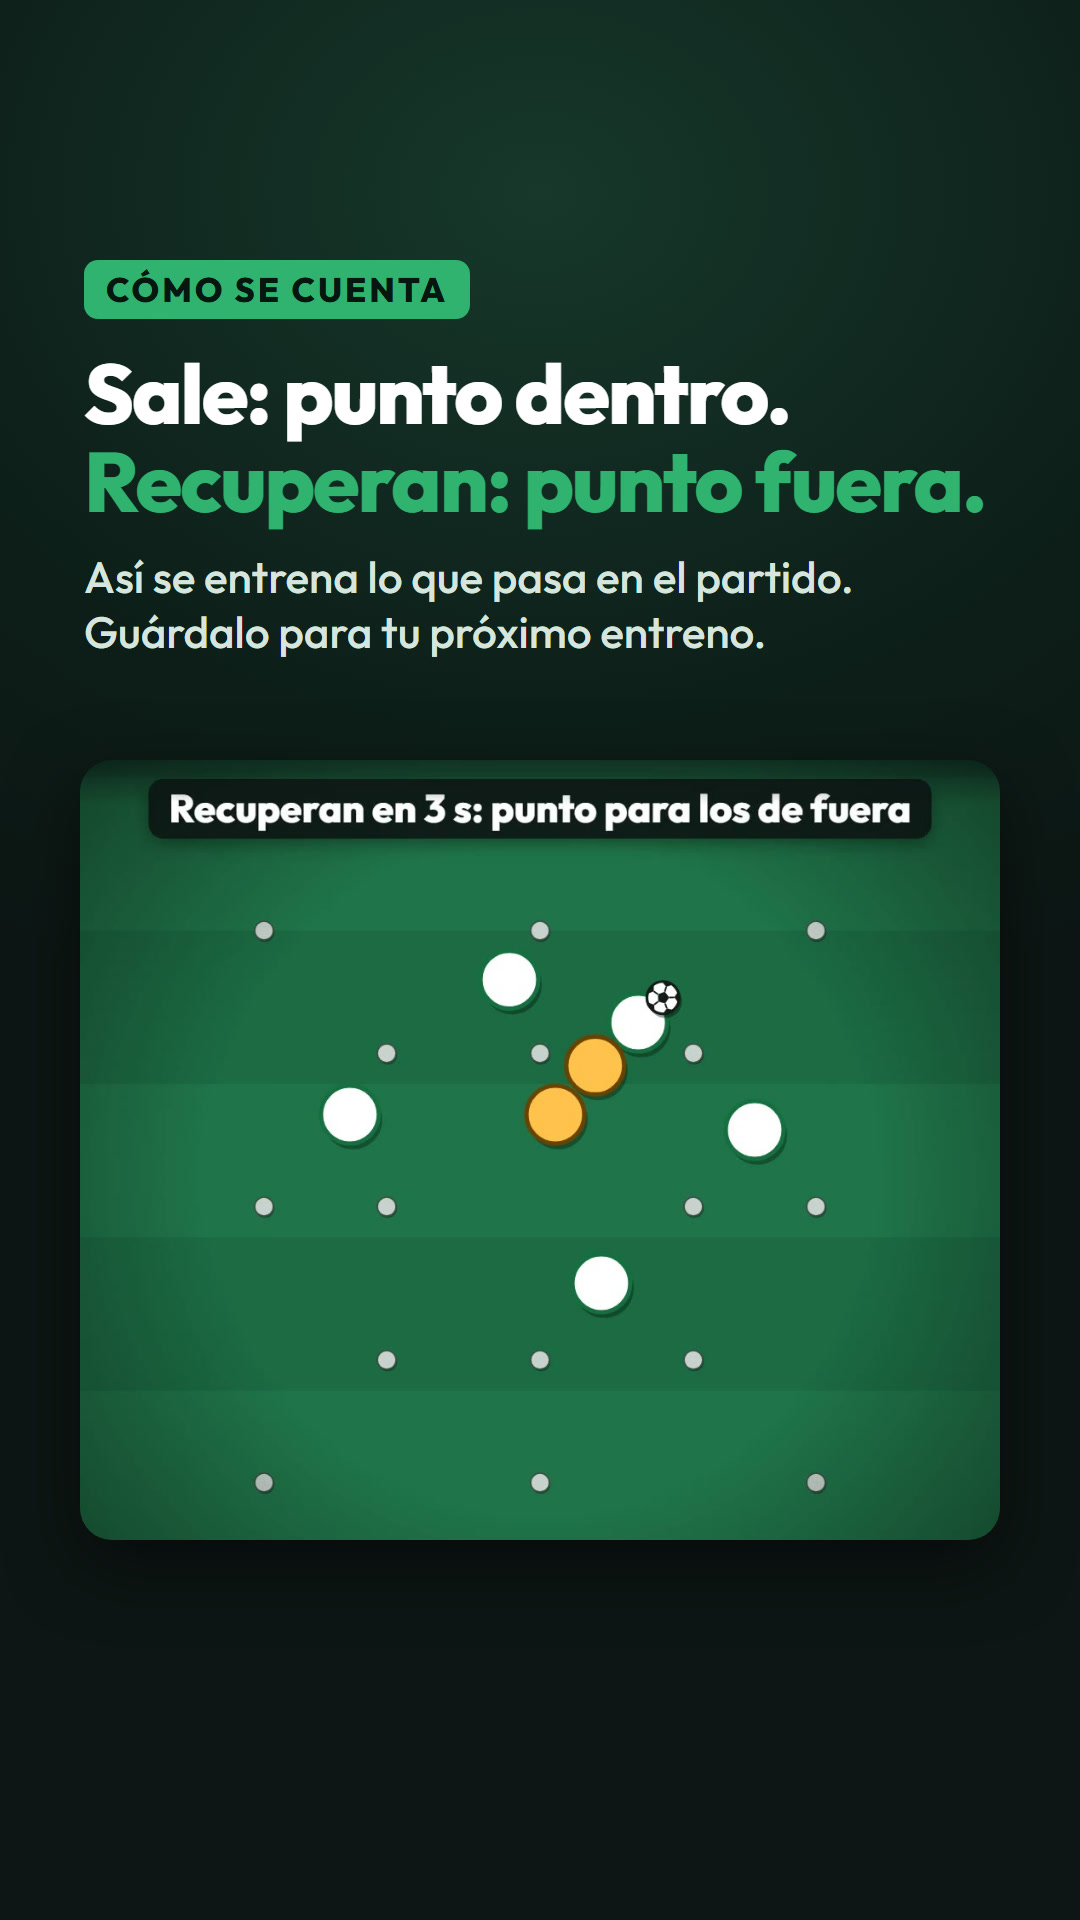 CÓMO SE CUENTA
Sale: punto dentro.
Recuperan: punto fuera.
Así se entrena lo que pasa en el partido.
Guárdalo para tu próximo entreno.
Recuperan en 3 s: punto para los de fuera